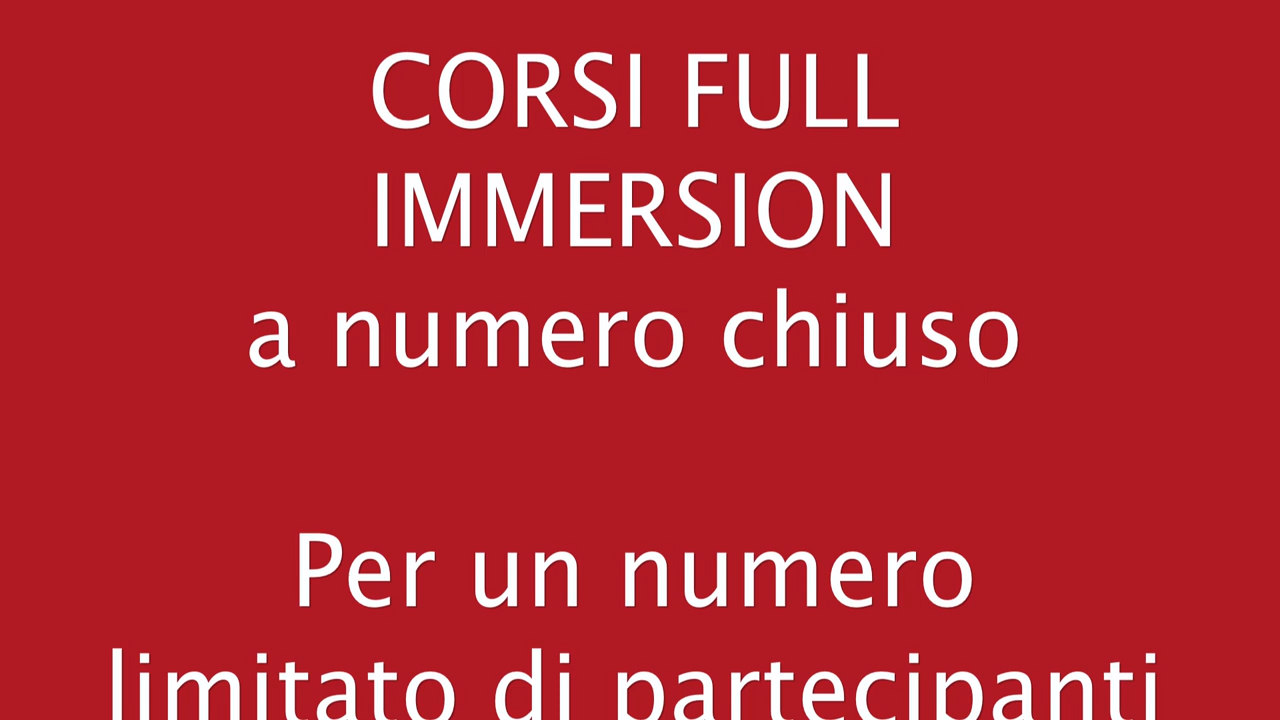 CORSI FULL
IMMERSION
a numero chiuso
Per un numero
limitato di partecipanti